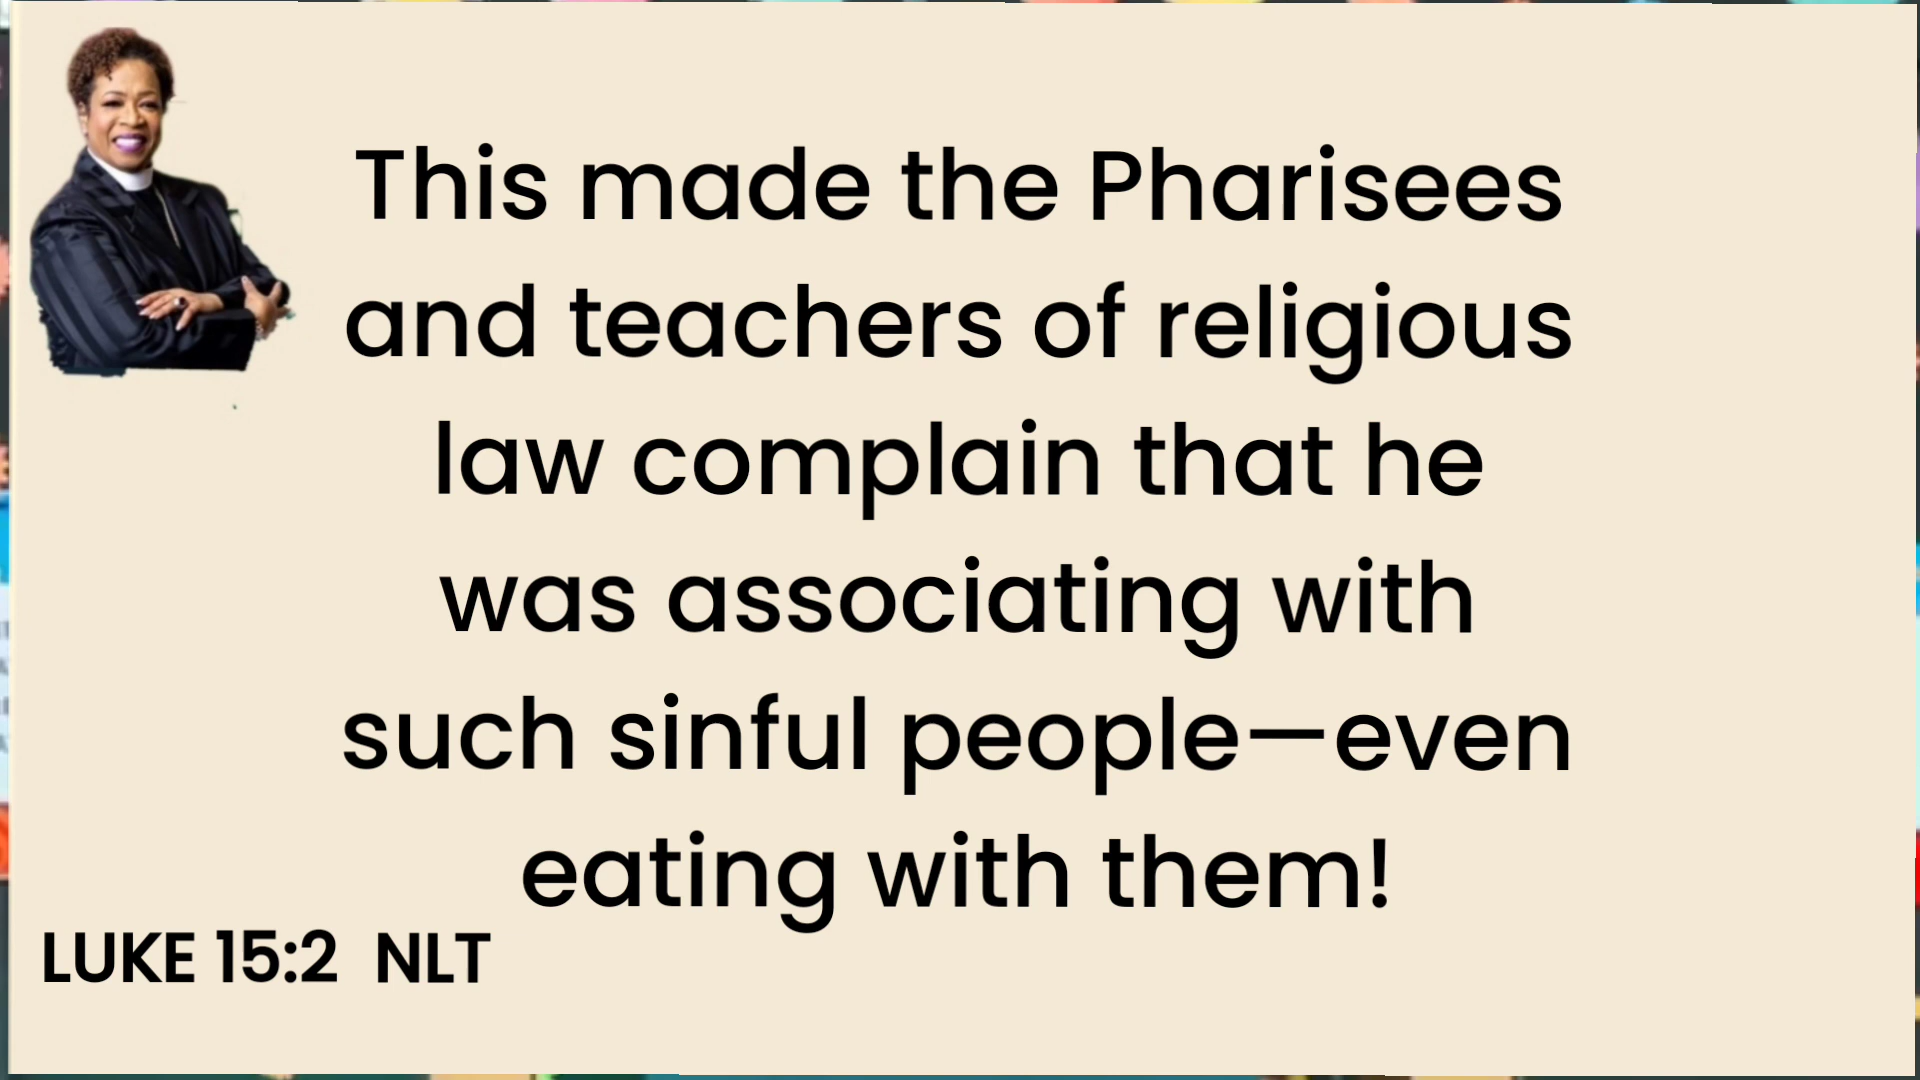 This made the Pharisees
and teachers of religious
law complain that he
was associating with
such sinful people—even
eating with them!
LUKE 15:2 NLT